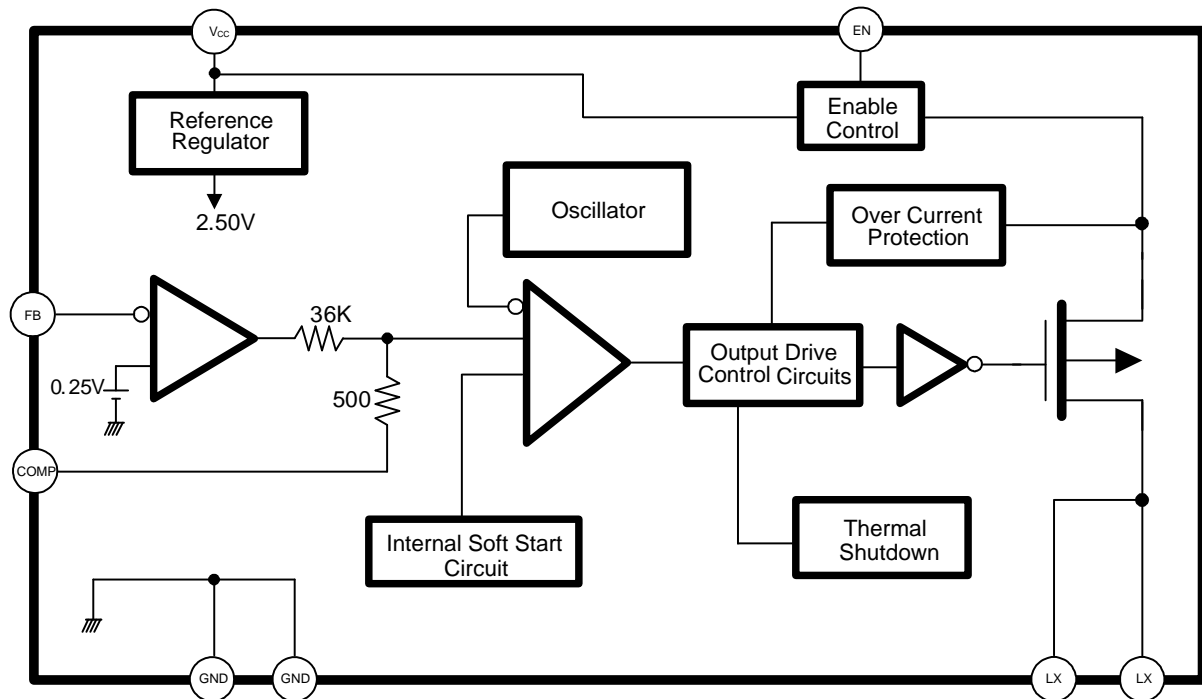 Vcc
EN
Reference
Regulator
Enable
Control
2.50V
Oscillator
Over Current
Protection
FB
36K
0.25V
500
Output Drive
Control Circuits
COMP
Internal Soft Start
Circuit
Thermal
Shutdown
GND
GND
LX
LX